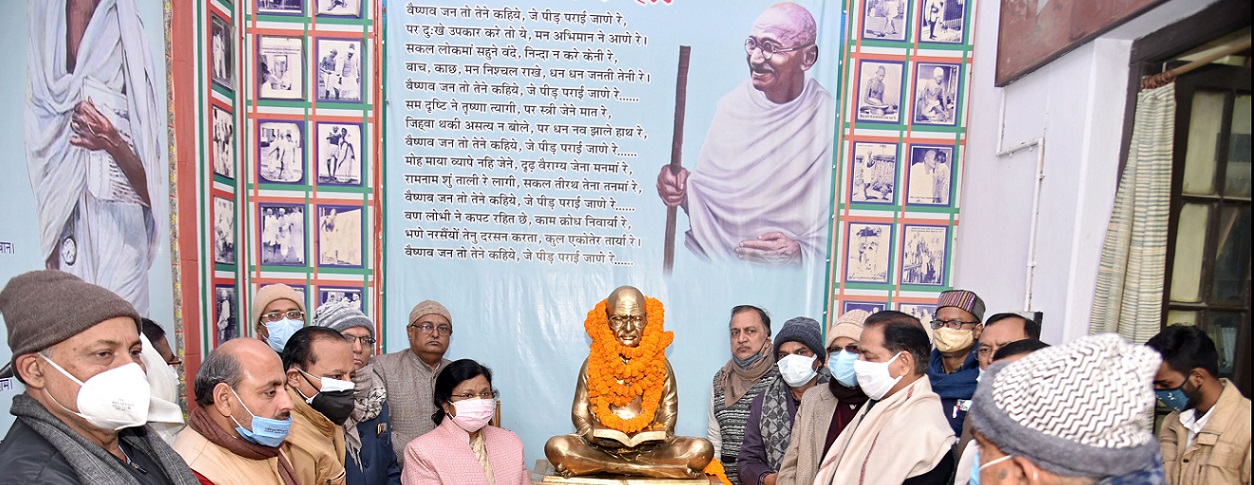 वैष्णव जन तो तेने कहिये, जे पीड़ पराई जाणे रे,
पर दुःखे उपकार करे तो ये, मन अभिमान ने आणे रे।
सकल लोकमां सहुने वंदे, निन्दा न करे केनी रे,
वाच, काछ, मन निश्चल राखे, धन धन जनती तेनी रे।
वैष्णव जन तो तेने कहिये, जे पीड़ पराई जाणे रे......
सम दृष्टि ने तृष्णा त्यागी, पर स्त्री जेने मात रे,
जिहवा थकी असत्य न बोले, पर धन नव झाले हाथ रे,
वैष्णव जन तो तेने कहिये, जे पीड़ पराई जाणे रे......
मोह माया व्यापे नहि जेने, दृढ़ वैराग्य जेना मनमां रे,
रामनाम शुं ताली रे लागी, सकल तीरथ तेना तनमां रे,
वैष्णव जन तो तेने कहिये, जे पीड़ पराई जाणे रे......
वण लोभी ने कपट रहित छे, काम क्रोध निवार्या रे,
भणे नरसैंयों तेनु दरसन करता, कुल एकोतेर तार्या रे।
वैष्णव जन तो तेने कहिये, जे पीड़ पराई जाणे रे......